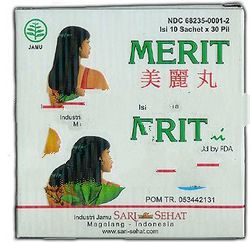 NDC 68235-0001-2
Isi 10 Sachet x 30 Pil
JAMU
MERIT
美麗丸
Isi
Industri
M
ERIT
by FDA
POM TR. 053442131
Industri Jamu SARI SEHAT
Magelang - Indonesia
www.sari-sehat.com